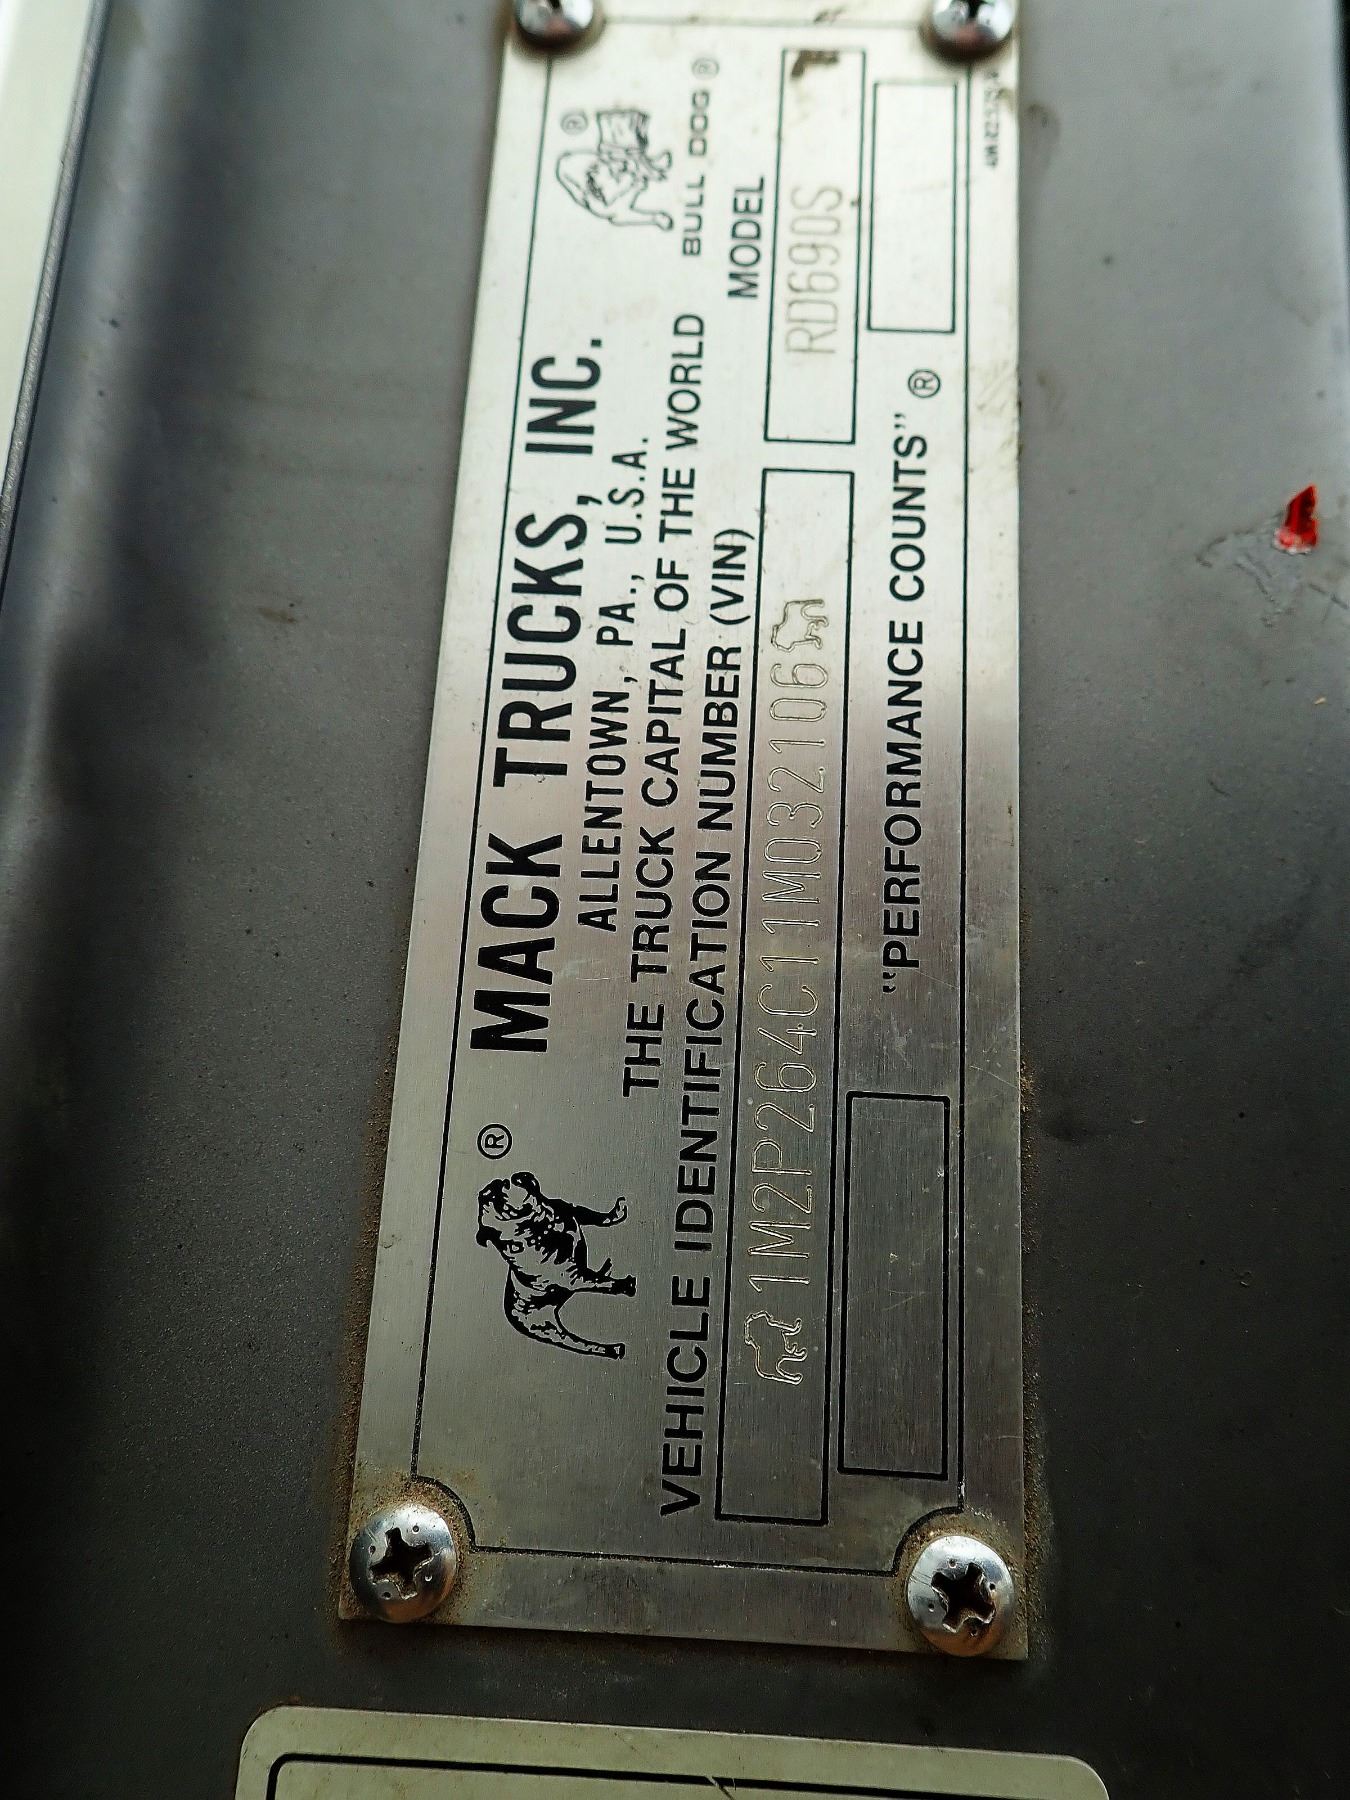 MACK TRUCKS, INC.
ALLENTOWN, PA., U.S.A.
THE TRUCK CAPITAL OF THE WORLD
BULL DOG ®
VEHICLE IDENTIFICATION NUMBER (VIN)
MODEL
1M2P264C11M032106
RD690S
"PERFORMANCE COUNTS" ®